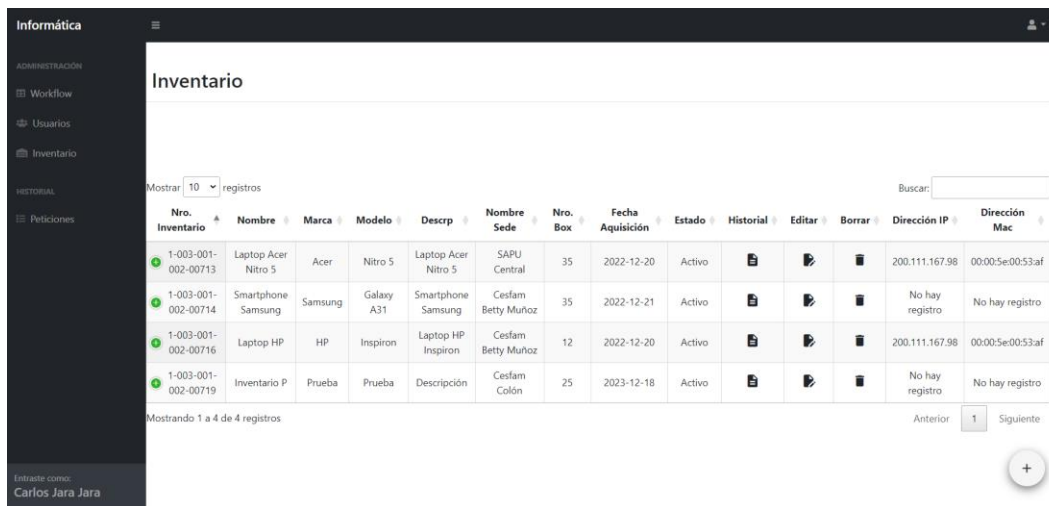 Informática
ADMINISTRACIÓN
Workflow
Usuarios
Inventario
HISTORIAL
Peticiones
Entraste como:
Carlos Jara Jara
Inventario
Mostrar 10 registros
Buscar:
Nro. Inventario Nombre Marca Modelo Descrp Nombre Sede Nro. Box Fecha Aquisición Estado Historial Editar Borrar Dirección IP Dirección Mac
1-003-001-002-00713 Laptop Acer Nitro 5 Acer Nitro 5 Laptop Acer Nitro 5 SAPU Central 35 2022-12-20 Activo 200.111.167.98 00:00:5e:00:53:af
1-003-001-002-00714 Smartphone Samsung Samsung Galaxy A31 Smartphone Samsung Cesfam Betty Muñoz 35 2022-12-21 Activo No hay registro No hay registro
1-003-001-002-00716 Laptop HP HP Inspiron Laptop HP Inspiron Cesfam Betty Muñoz 12 2022-12-20 Activo 200.111.167.98 00:00:5e:00:53:af
1-003-001-002-00719 Inventario P Prueba Prueba Descripción Cesfam Colón 25 2023-12-18 Activo No hay registro No hay registro
Mostrando 1 a 4 de 4 registros
Anterior 1 Siguiente
+